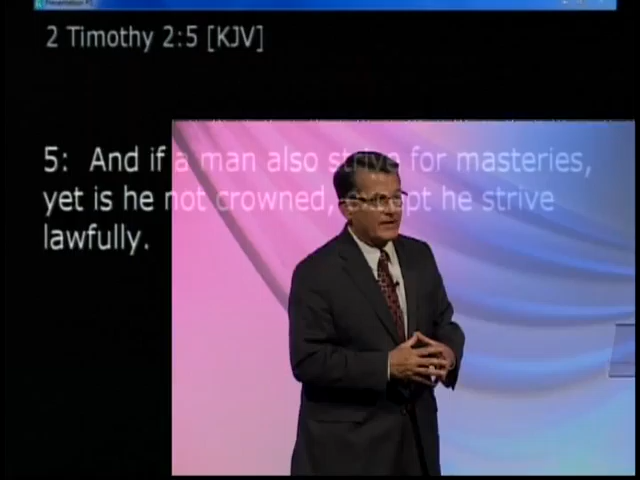 2 Timothy 2:5 [KJV]
5: And if a man also strive for masteries,
yet is he not crowned, except he strive
lawfully.